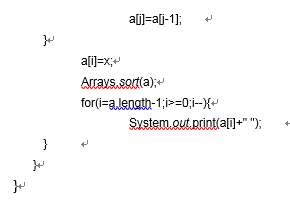 a[j]=a[j-1];
}
a[i]=x;
Arrays.sort(a);
for(i=a.length-1;i>=0;i--){
System.out.print(a[i]+" ");
}
}
}